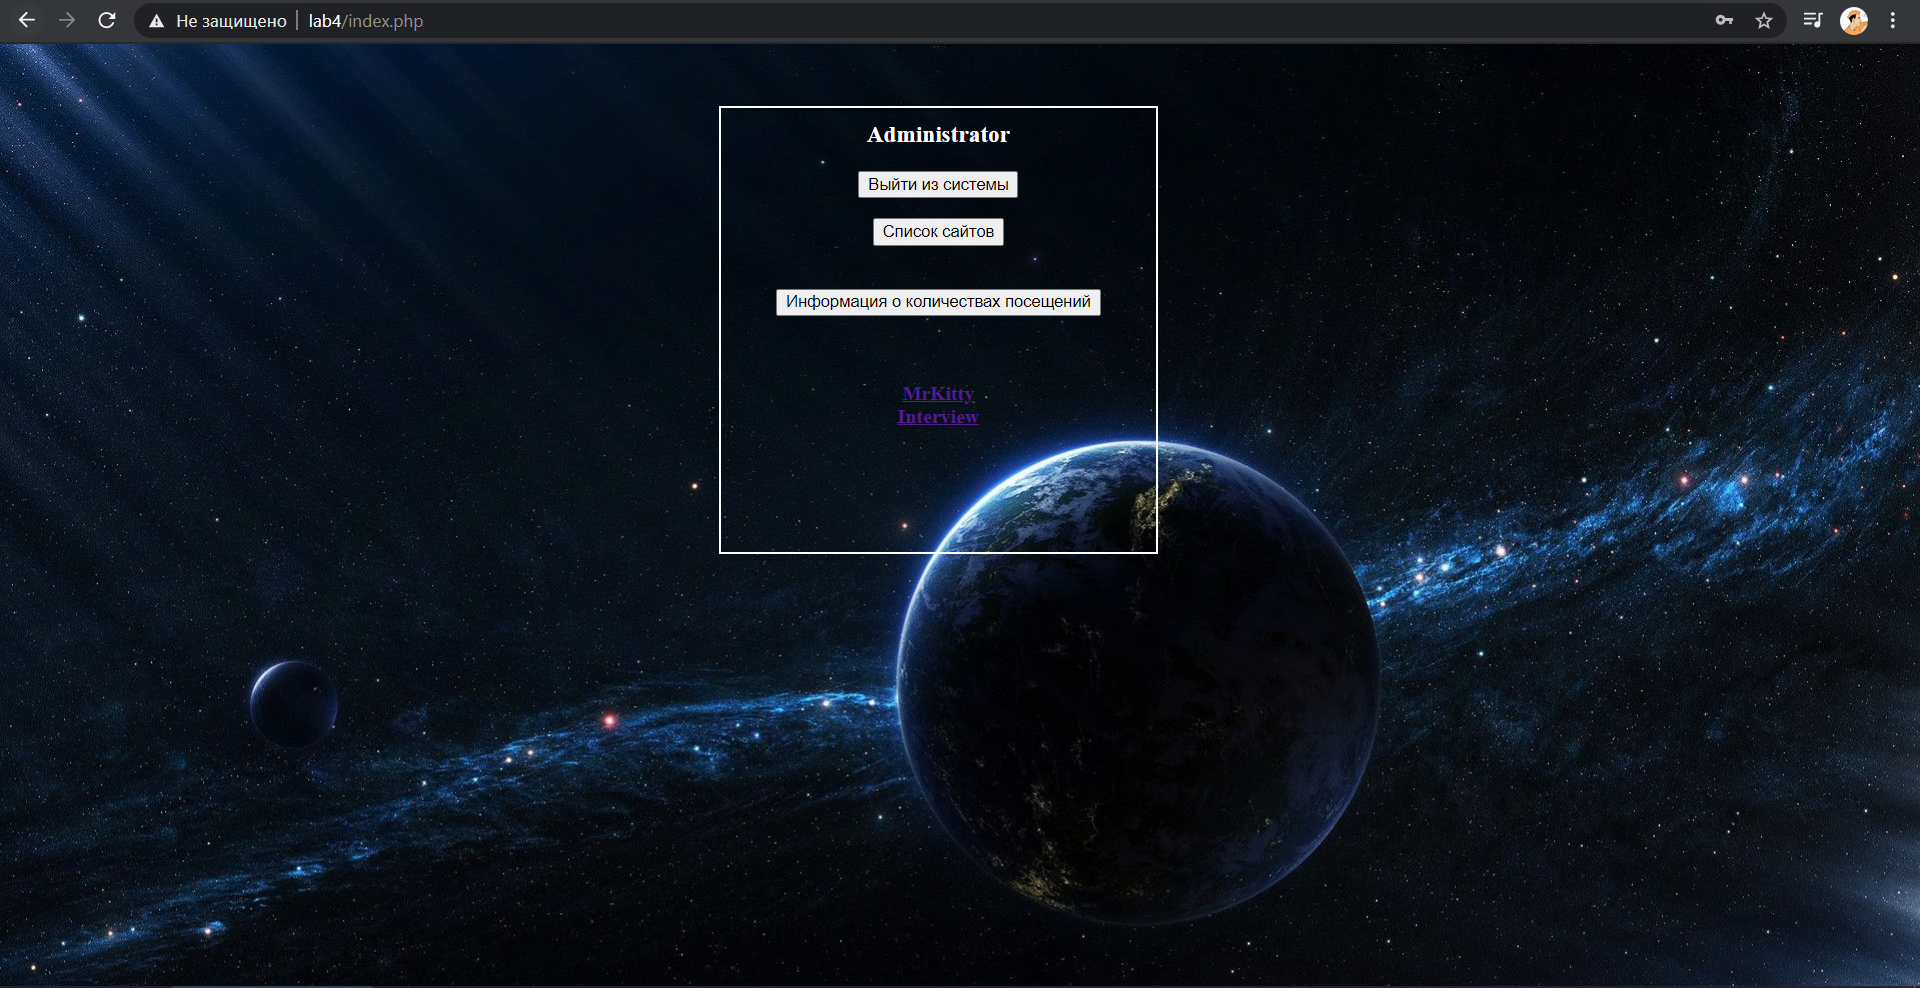 Не защищено | lab4/index.php
Administrator
Выйти из системы
Список сайтов
Информация о количествах посещений
MrKitty
Interview